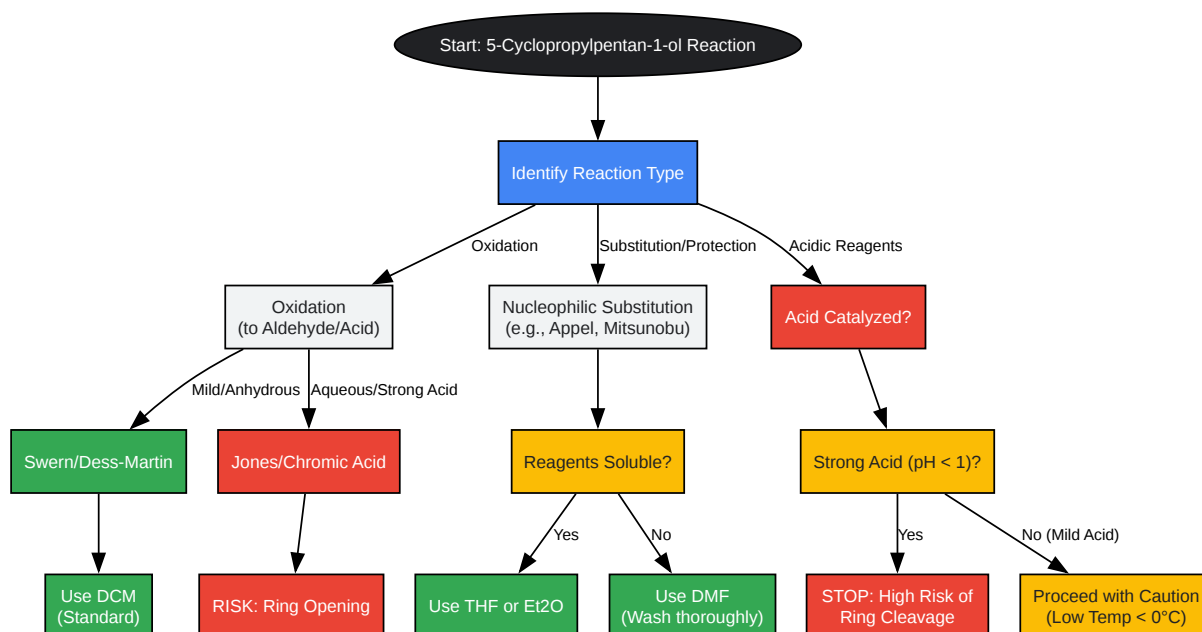 Start: 5-Cyclopropylpentan-1-ol Reaction
Identify Reaction Type
Oxidation
Substitution/Protection
Acidic Reagents
Oxidation
(to Aldehyde/Acid)
Nucleophilic Substitution
(e.g., Appel, Mitsunobu)
Acid Catalyzed?
Mild/Anhydrous
Aqueous/Strong Acid
Swern/Dess-Martin
Jones/Chromic Acid
Reagents Soluble?
Strong Acid (pH < 1)?
Yes
No
Yes
No (Mild Acid)
Use DCM
(Standard)
RISK: Ring Opening
Use THF or Et2O
Use DMF
(Wash thoroughly)
STOP: High Risk of
Ring Cleavage
Proceed with Caution
(Low Temp < 0°C)